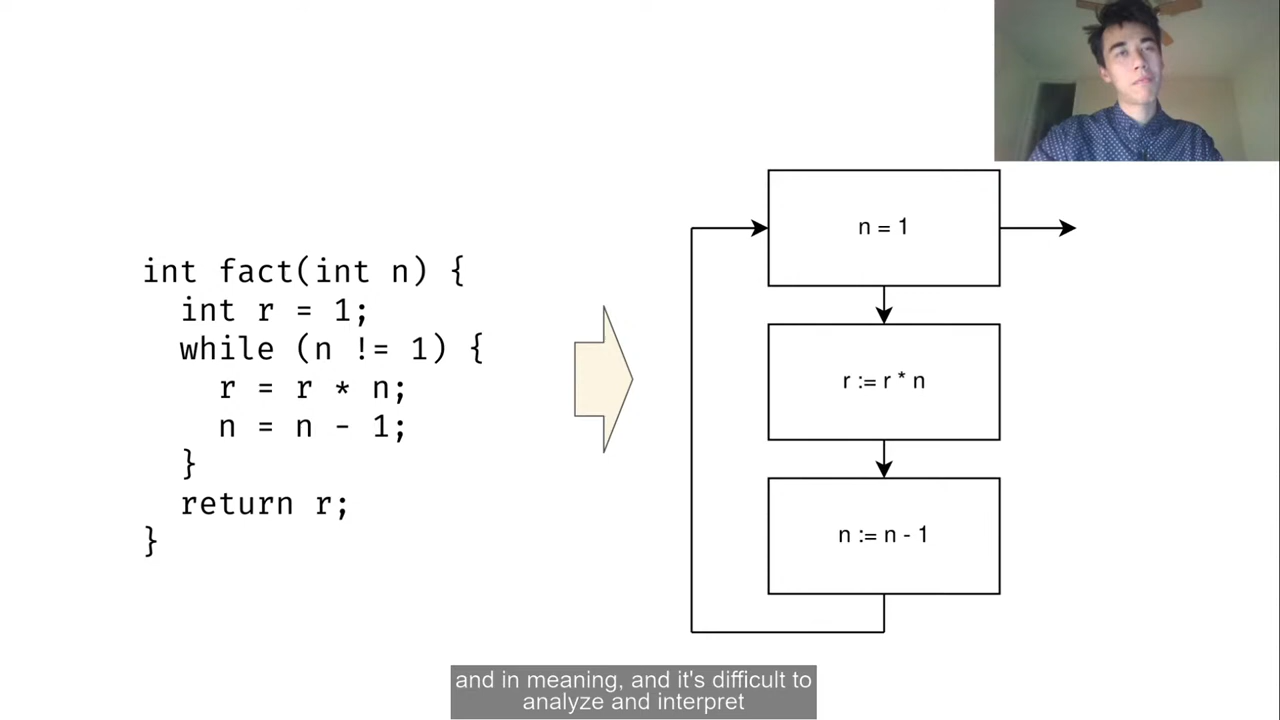 int fact(int n) {
int r = 1;
while (n != 1) {
r = r * n;
n = n - 1;
}
return r;
}
n = 1
r := r * n
n := n - 1
and in meaning, and it's difficult to
analyze and interpret